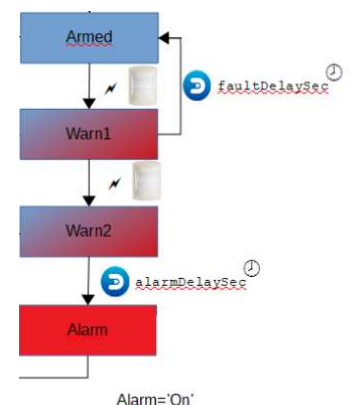 Armed
faultDelaySec
Warn1
Warn2
alarmDelaySec
Alarm
Alarm='On'